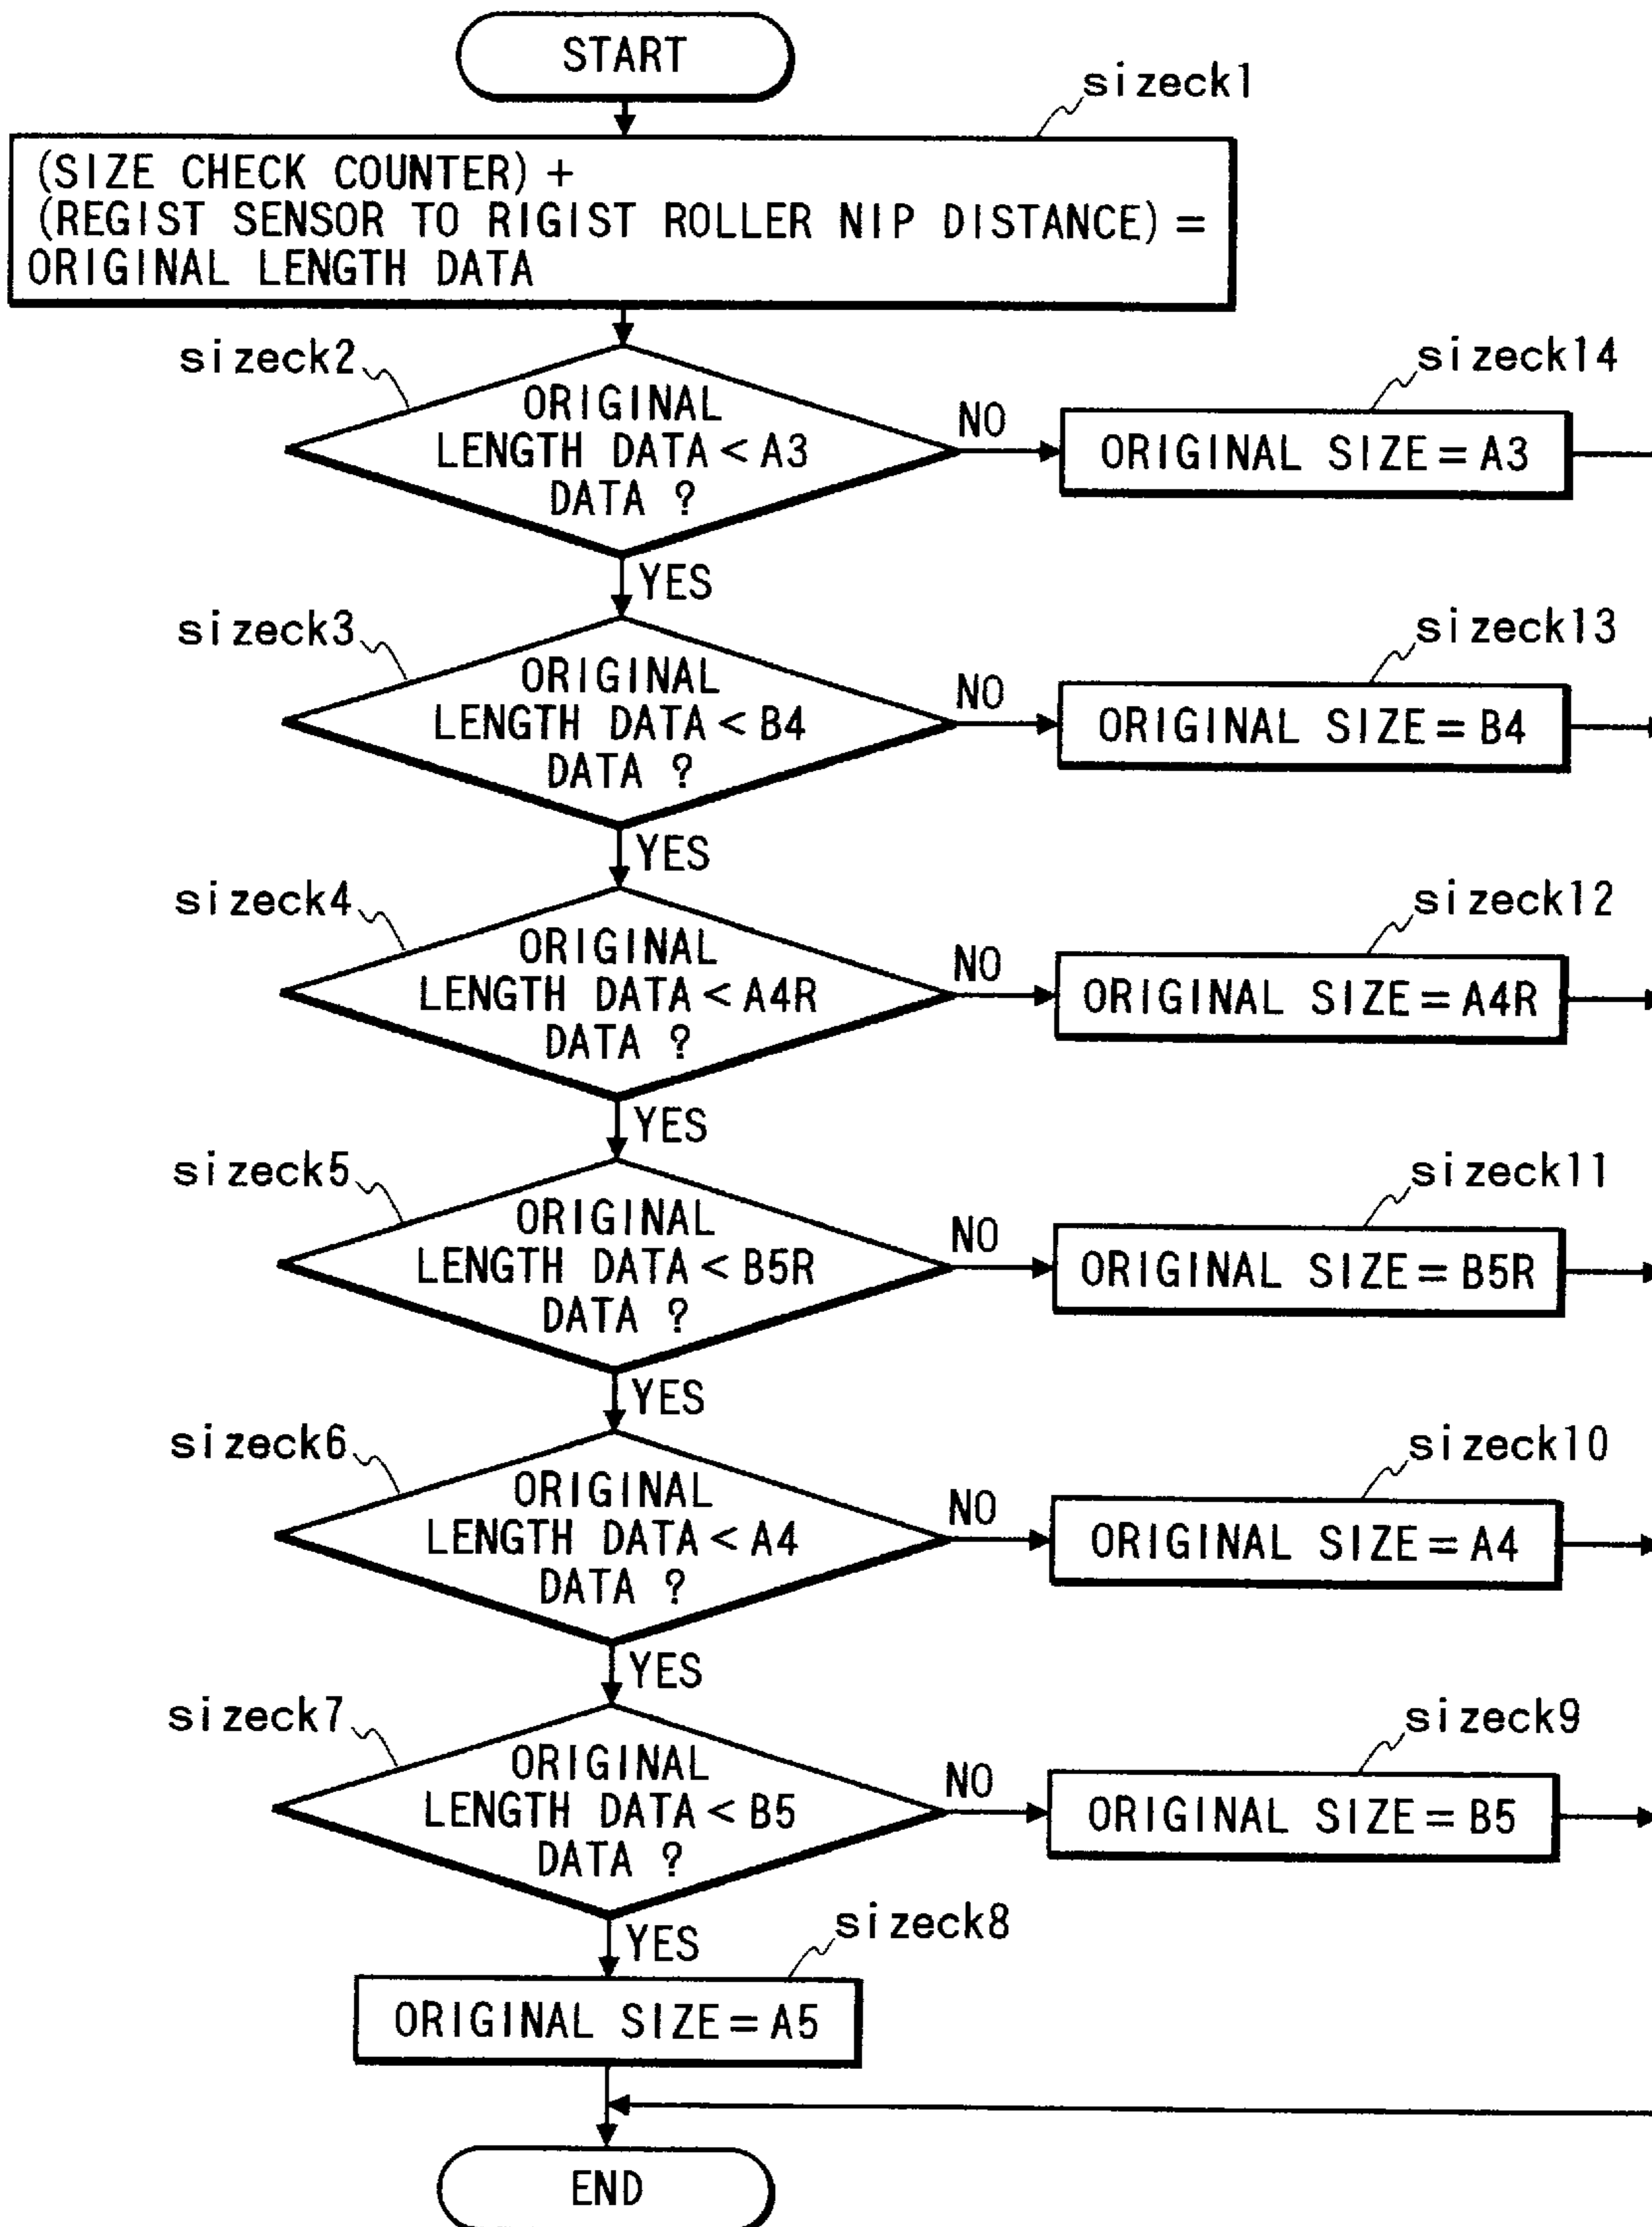 START
sizeck1
(SIZE CHECK COUNTER) +
(REGIST SENSOR TO RIGIST ROLLER NIP DISTANCE) =
ORIGINAL LENGTH DATA
sizeck2
ORIGINAL
LENGTH DATA < A3
DATA ?
NO
sizeck14
ORIGINAL SIZE = A3
YES
sizeck3
ORIGINAL
LENGTH DATA < B4
DATA ?
NO
sizeck13
ORIGINAL SIZE = B4
YES
sizeck4
ORIGINAL
LENGTH DATA < A4R
DATA ?
NO
sizeck12
ORIGINAL SIZE = A4R
YES
sizeck5
ORIGINAL
LENGTH DATA < B5R
DATA ?
NO
sizeck11
ORIGINAL SIZE = B5R
YES
sizeck6
ORIGINAL
LENGTH DATA < A4
DATA ?
NO
sizeck10
ORIGINAL SIZE = A4
YES
sizeck7
ORIGINAL
LENGTH DATA < B5
DATA ?
NO
sizeck9
ORIGINAL SIZE = B5
YES
sizeck8
ORIGINAL SIZE = A5
END